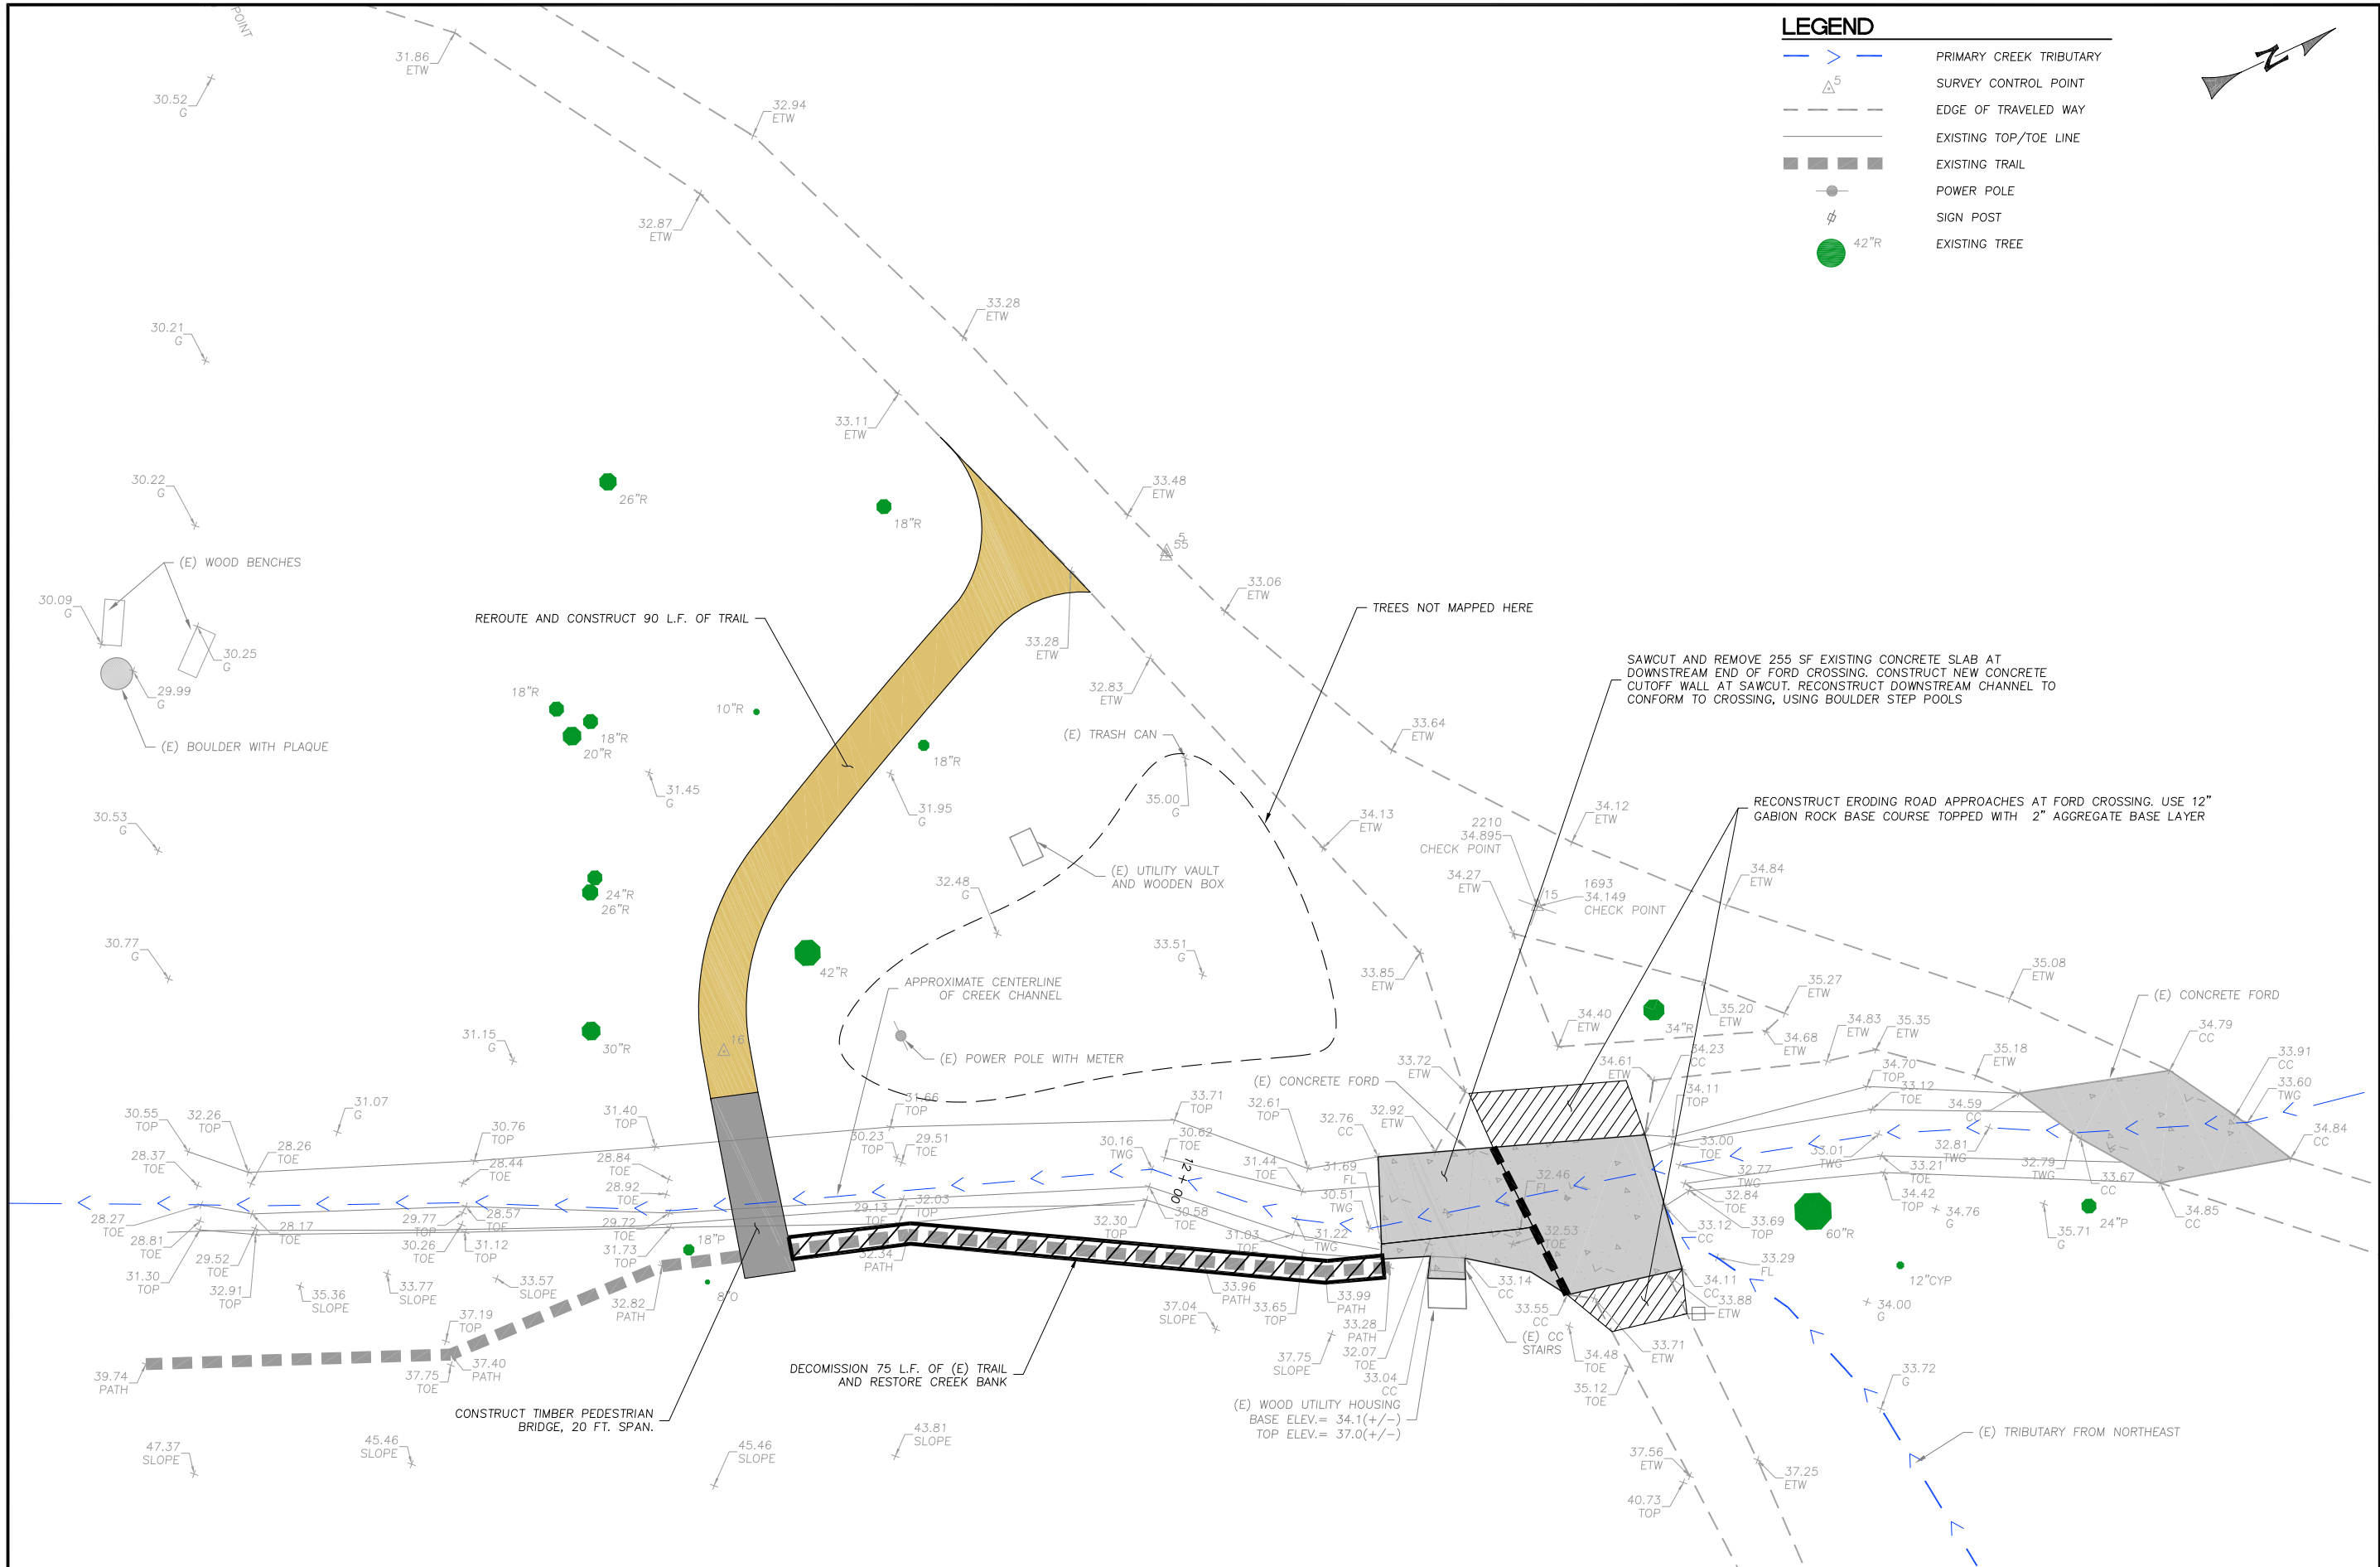 LEGEND
PRIMARY CREEK TRIBUTARY
5
SURVEY CONTROL POINT
EDGE OF TRAVELED WAY
EXISTING TOP/TOE LINE
EXISTING TRAIL
POWER POLE
SIGN POST
42"R
EXISTING TREE
N
POINT
31.86
ETW
30.52
G
32.94
ETW
32.87
ETW
33.28
ETW
30.21
G
33.11
ETW
30.22
G
26"R
18"R
33.48
ETW
5
55
(E) WOOD BENCHES
30.09
G
33.06
ETW
REROUTE AND CONSTRUCT 90 L.F. OF TRAIL
TREES NOT MAPPED HERE
33.28
ETW
30.25
G
29.99
G
32.83
ETW
SAWCUT AND REMOVE 255 SF EXISTING CONCRETE SLAB AT
DOWNSTREAM END OF FORD CROSSING. CONSTRUCT NEW CONCRETE
CUTOFF WALL AT SAWCUT. RECONSTRUCT DOWNSTREAM CHANNEL TO
CONFORM TO CROSSING, USING BOULDER STEP POOLS
18"R
10"R
18"R
20"R
(E) BOULDER WITH PLAQUE
(E) TRASH CAN
33.64
ETW
18"R
31.45
G
31.95
G
35.00
G
30.53
G
34.13
ETW
2210
34.895
CHECK POINT
34.12
ETW
RECONSTRUCT ERODING ROAD APPROACHES AT FORD CROSSING. USE 12"
GABION ROCK BASE COURSE TOPPED WITH 2" AGGREGATE BASE LAYER
(E) UTILITY VAULT
AND WOODEN BOX
24"R
26"R
32.48
G
34.27
ETW
15
1693
34.149
CHECK POINT
34.84
ETW
30.77
G
42"R
33.51
G
33.85
ETW
APPROXIMATE CENTERLINE
OF CREEK CHANNEL
35.08
ETW
35.27
ETW
35.20
ETW
(E) CONCRETE FORD
31.15
G
30"R
16
(E) POWER POLE WITH METER
34.40
ETW
34"R
34.68
ETW
34.83
ETW
35.35
ETW
34.79
CC
33.72
ETW
34.61
ETW
34.23
CC
35.18
ETW
33.91
CC
33.60
TWG
(E) CONCRETE FORD
34.70
TOP
33.12
TOE
34.59
CC
30.55
TOP
32.26
TOP
31.07
G
31.40
TOP
31.66
TOP
33.71
TOP
32.61
TOP
32.76
CC
32.92
ETW
34.11
TOP
28.37
TOE
28.26
TOE
30.76
TOP
28.44
TOE
28.84
TOE
28.92
TOE
30.23
TOP
29.51
TOE
30.16
TWG
30.62
TOE
12+00
31.44
TOE
31.69
FL
30.51
TWG
32.46
FL
33.00
TOE
32.77
TWG
35.01
TWG
32.81
TWG
32.79
TWG
33.67
CC
34.84
CC
33.21
TOE
34.42
TOP
34.76
G
34.85
CC
32.84
TOE
33.69
TOP
33.12
CC
60"R
35.71
G
24"P
28.27
TOE
28.81
TOE
31.30
TOP
28.17
TOE
29.52
TOE
32.91
TOP
29.77
TOP
30.26
TOE
28.57
TOE
31.12
TOP
29.72
TOE
31.73
TOP
18"P
8"O
29.13
TOE
32.03
TOP
32.34
PATH
32.30
TOP
30.58
TOE
31.03
TOE
31.22
TWG
32.53
TOE
33.29
FL
12"CYP
34.00
G
35.36
SLOPE
33.77
SLOPE
33.57
SLOPE
37.19
TOP
32.82
PATH
33.96
PATH
33.65
TOP
33.99
PATH
37.04
SLOPE
33.28
PATH
32.07
TOE
33.04
CC
33.14
CC
33.55
CC
(E) CC
STAIRS
34.11
CC
33.88
ETW
33.71
ETW
34.48
TOE
35.12
TOE
37.75
SLOPE
39.74
PATH
37.75
TOE
37.40
PATH
DECOMISSION 75 L.F. OF (E) TRAIL
AND RESTORE CREEK BANK
33.72
G
CONSTRUCT TIMBER PEDESTRIAN
BRIDGE, 20 FT. SPAN.
(E) WOOD UTILITY HOUSING
BASE ELEV.= 34.1(+/-)
TOP ELEV.= 37.0(+/-)
(E) TRIBUTARY FROM NORTHEAST
47.37
SLOPE
45.46
SLOPE
45.46
SLOPE
43.81
SLOPE
37.56
ETW
37.25
ETW
40.73
TOP